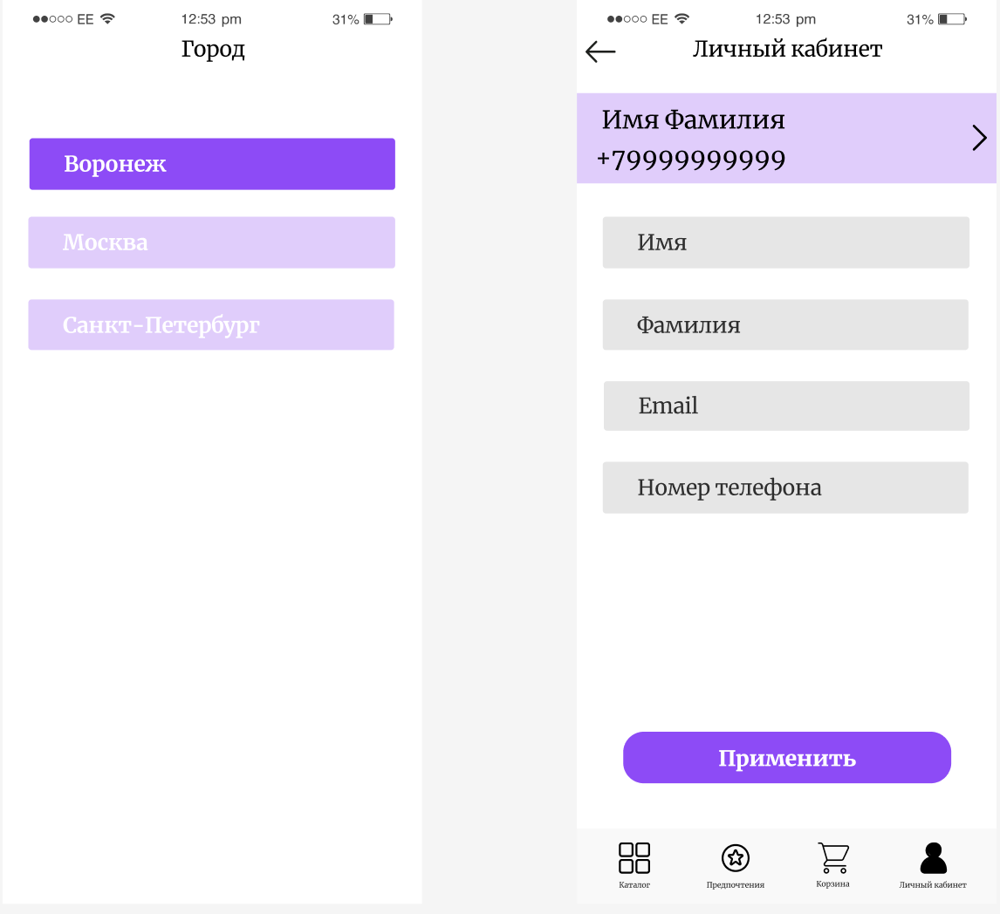 ●●○○○ EE 12:53 pm 31%
Город
Воронеж
Москва
Санкт-Петербург
●●○○○ EE 12:53 pm 31%
Личный кабинет
Имя Фамилия
+79999999999
Имя
Фамилия
Email
Номер телефона
Применить
Каталог Предпочтения Корзина Личный кабинет